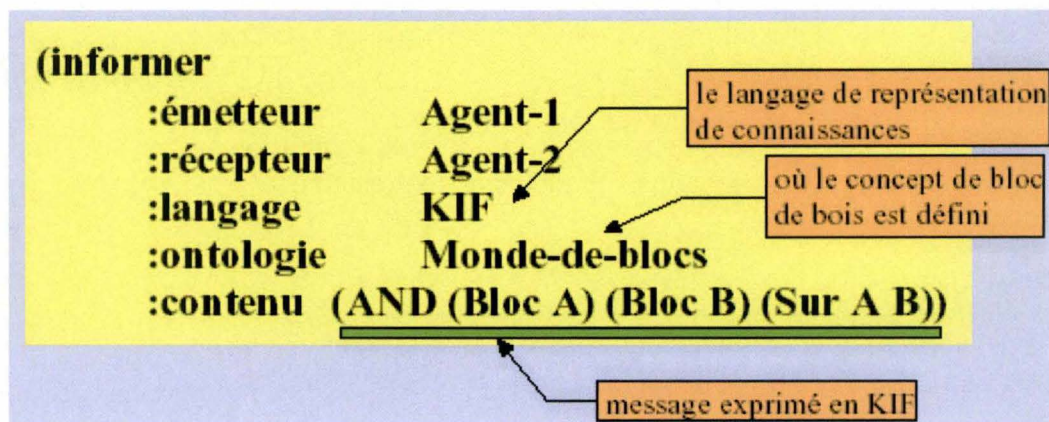 (informer
:émetteur Agent-1
:récepteur Agent-2
:langage KIF
:ontologie Monde-de-blocs
:contenu (AND (Bloc A) (Bloc B) (Sur A B))
le langage de représentation
de connaissances
où le concept de bloc
de bois est défini
message exprimé en KIF